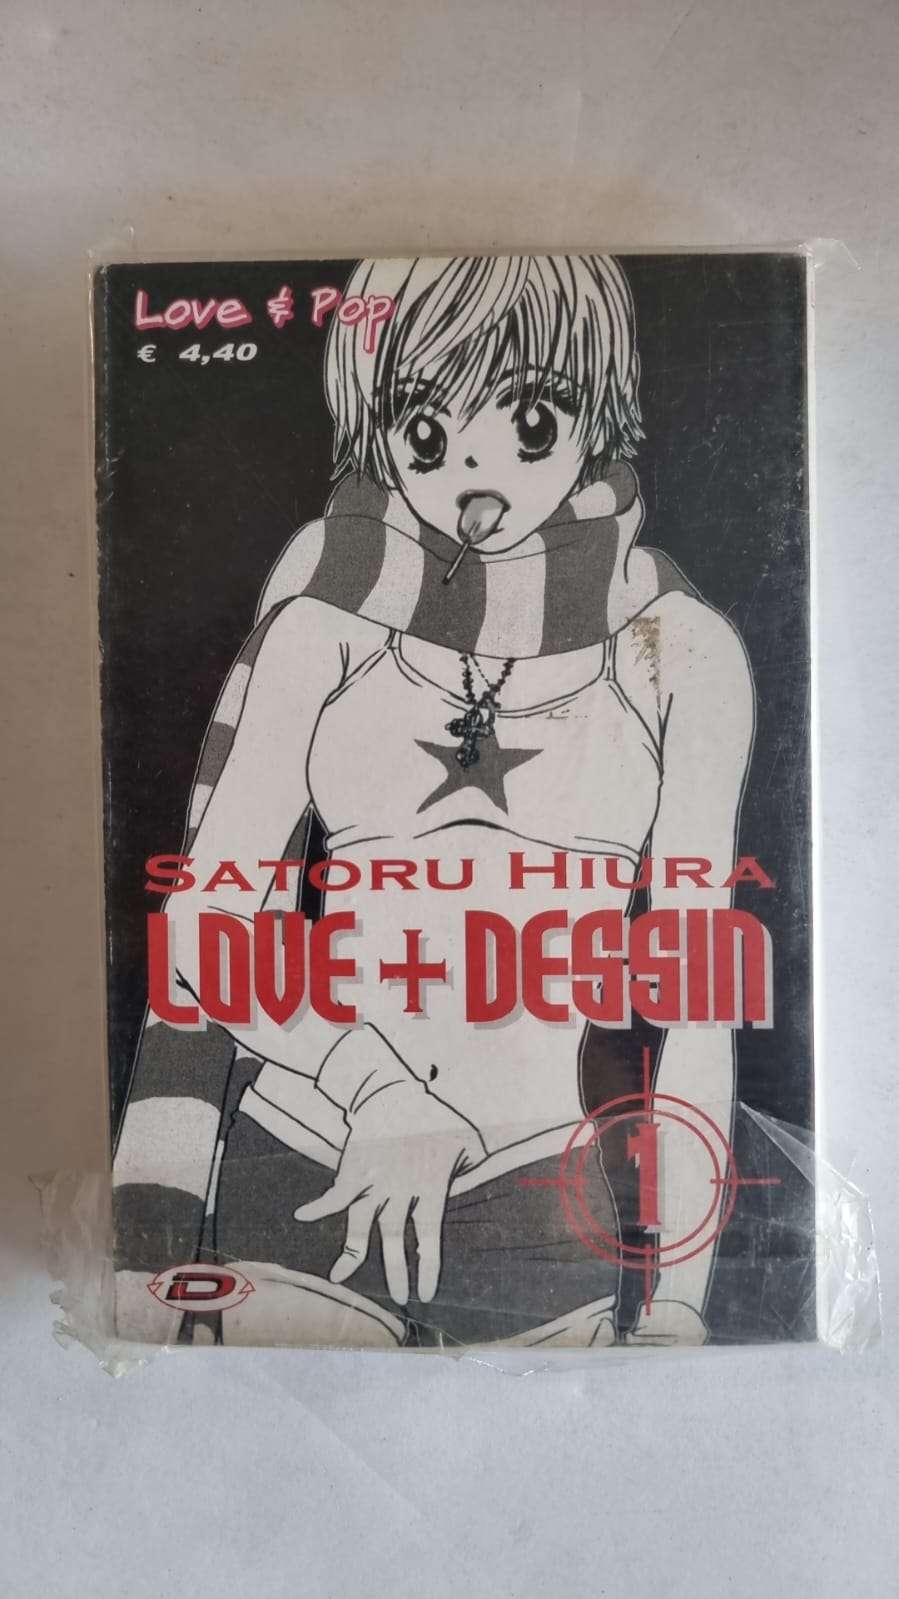 Love & Pop
€ 4,40
SATORU HIURA
LOVE + DESSIN
1
D